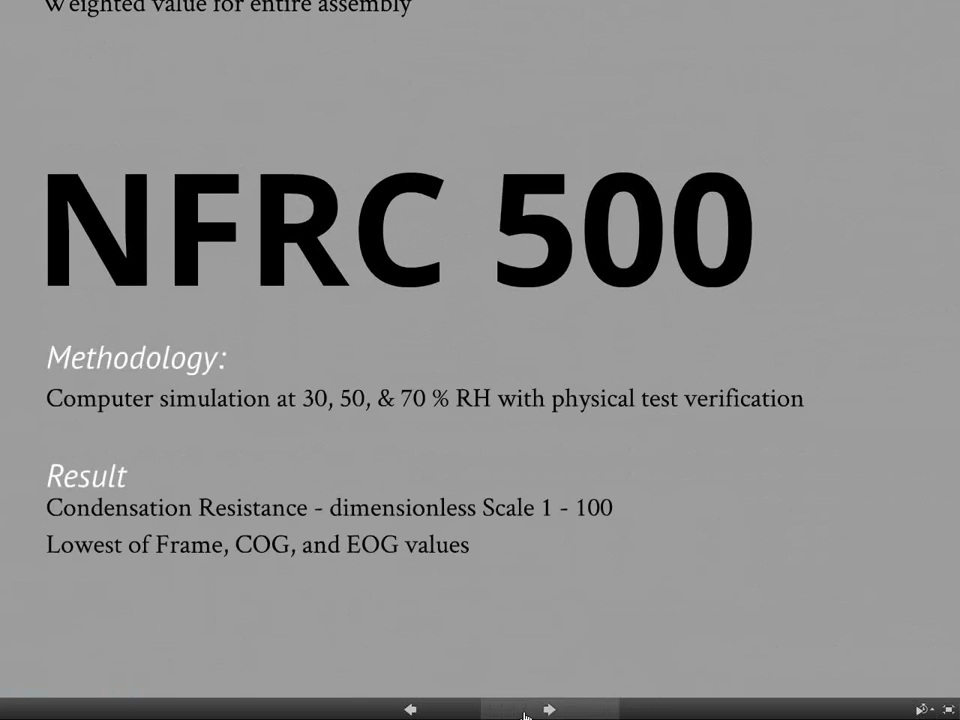 Weighted value for entire assembly
NFRC 500
Methodology:
Computer simulation at 30, 50, & 70 % RH with physical test verification
Result
Condensation Resistance - dimensionless Scale 1 - 100
Lowest of Frame, COG, and EOG values